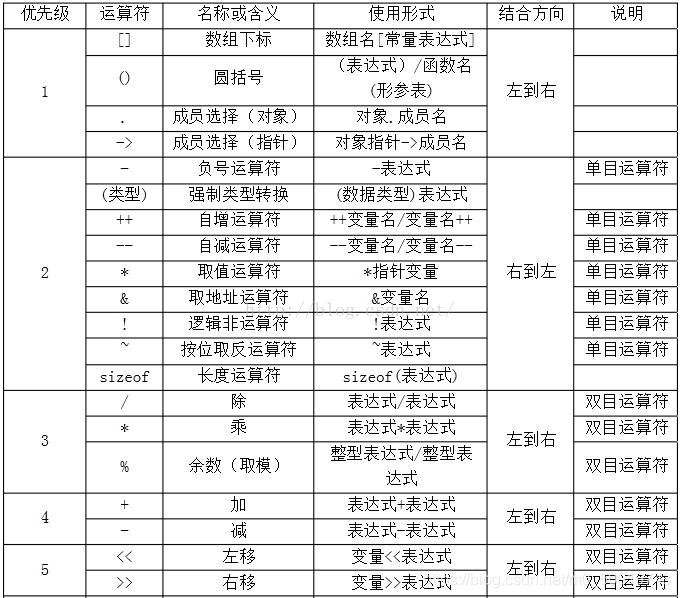 优先级 运算符 名称或含义 使用形式 结合方向 说明
1 [] 数组下标 数组名[常量表达式] 左到右
() 圆括号 （表达式）/函数名
(形参表)
. 成员选择（对象） 对象.成员名
-> 成员选择（指针） 对象指针->成员名
2 - 负号运算符 -表达式 右到左 单目运算符
(类型) 强制类型转换 (数据类型)表达式
++ 自增运算符 ++变量名/变量名++ 单目运算符
-- 自减运算符 --变量名/变量名-- 单目运算符
* 取值运算符 *指针变量 单目运算符
& 取地址运算符 &变量名 单目运算符
! 逻辑非运算符 !表达式 单目运算符
~ 按位取反运算符 ~表达式 单目运算符
sizeof 长度运算符 sizeof(表达式)
3 / 除 表达式/表达式 左到右 双目运算符
* 乘 表达式*表达式 双目运算符
% 余数（取模） 整型表达式/整型表
达式 双目运算符
4 + 加 表达式+表达式 左到右 双目运算符
- 减 表达式-表达式 双目运算符
5 << 左移 变量<<表达式 左到右 双目运算符
>> 右移 变量>>表达式 双目运算符